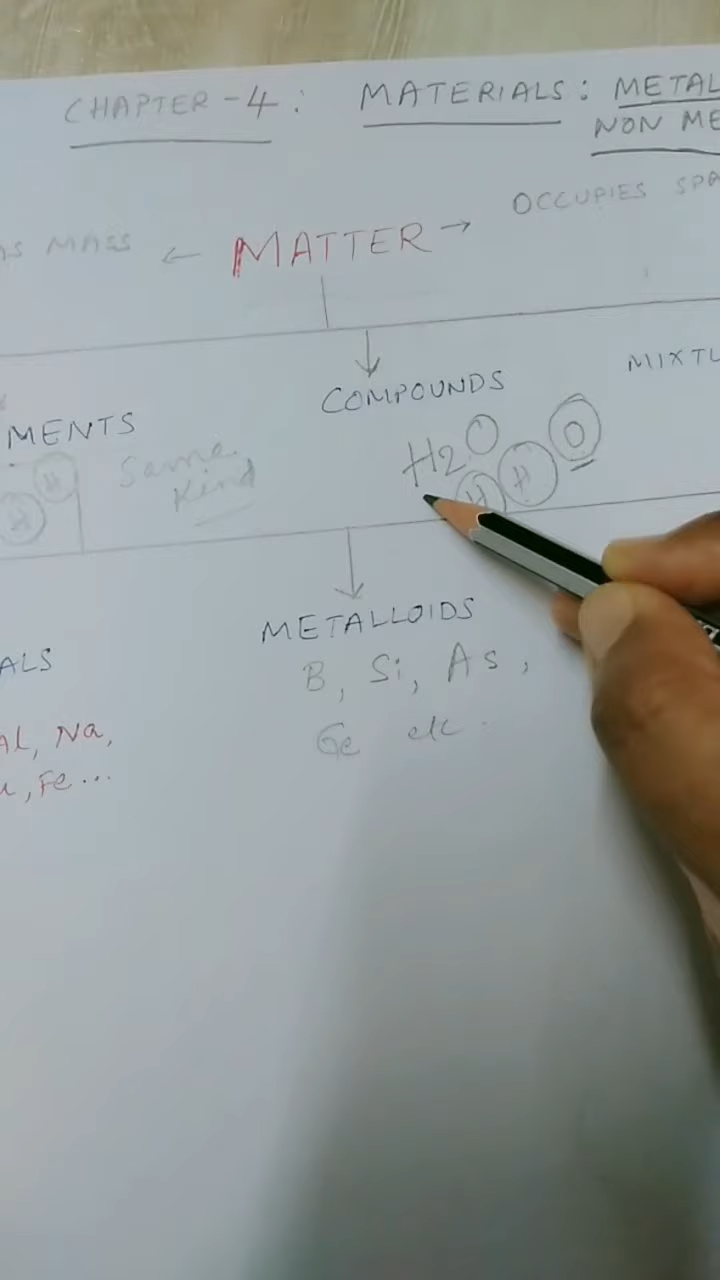 CHAPTER - 4 : MATERIALS : METAL
NON ME
AS MASS ← MATTER → OCCUPIES SPA
MENTS COMPOUNDS MIXTU
H H Same Kind H2O H H O
ALS METALLOIDS
Al, Na, B, Si, As,
u, Fe ... Ge etc.